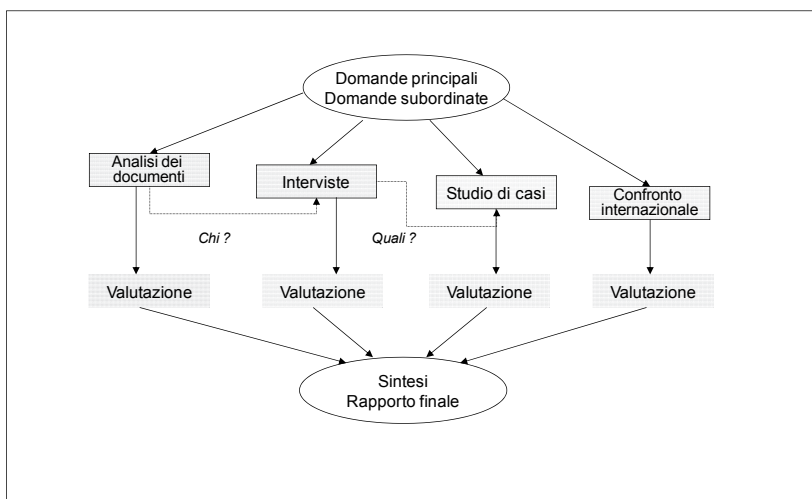 Domande principali
Domande subordinate
Analisi dei
documenti
Interviste
Studio di casi
Confronto
internazionale
Chi ?
Quali ?
Valutazione
Valutazione
Valutazione
Valutazione
Sintesi
Rapporto finale